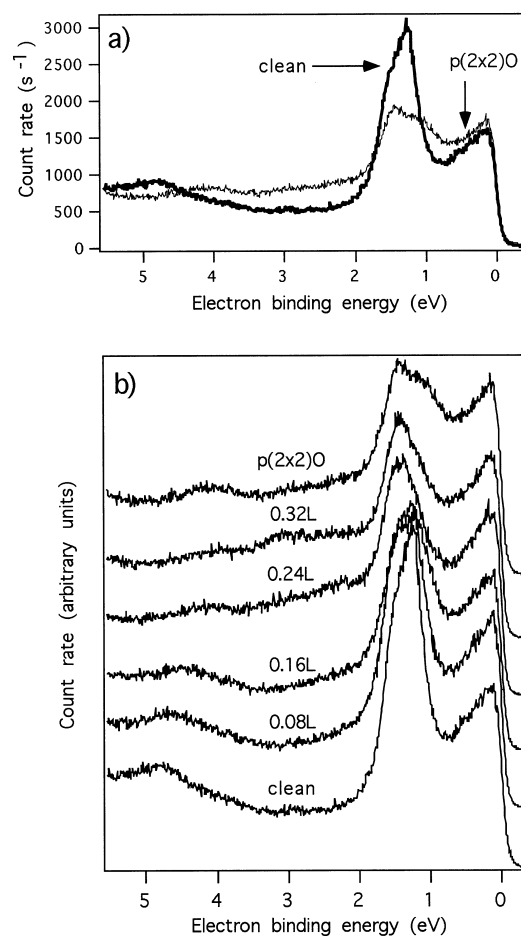 a)
3000
2500
2000
1500
1000
500
0
Count rate (s⁻¹)
clean
p(2x2)O
5 4 3 2 1 0
Electron binding energy (eV)
b)
Count rate (arbitrary units)
p(2x2)O
0.32L
0.24L
0.16L
0.08L
clean
5 4 3 2 1 0
Electron binding energy (eV)